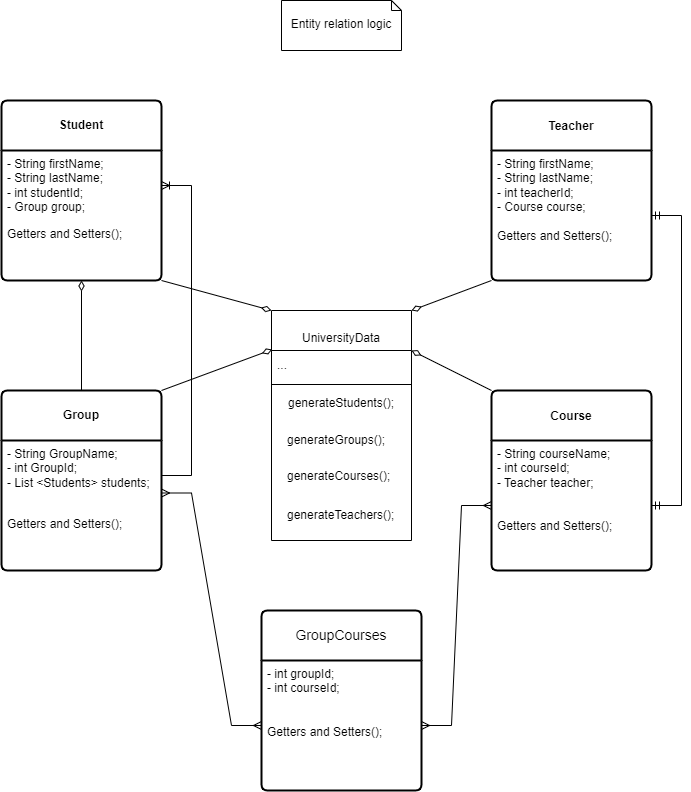 Entity relation logic
Student
- String firstName;
- String lastName;
- int studentId;
- Group group;
Getters and Setters();
Teacher
- String firstName;
- String lastName;
- int teacherId;
- Course course;
Getters and Setters();
UniversityData
...
generateStudents();
generateGroups();
generateCourses();
generateTeachers();
Group
- String GroupName;
- int GroupId;
- List <Students> students;
Getters and Setters();
Course
- String courseName;
- int courseId;
- Teacher teacher;
Getters and Setters();
GroupCourses
- int groupId;
- int courseId;
Getters and Setters();